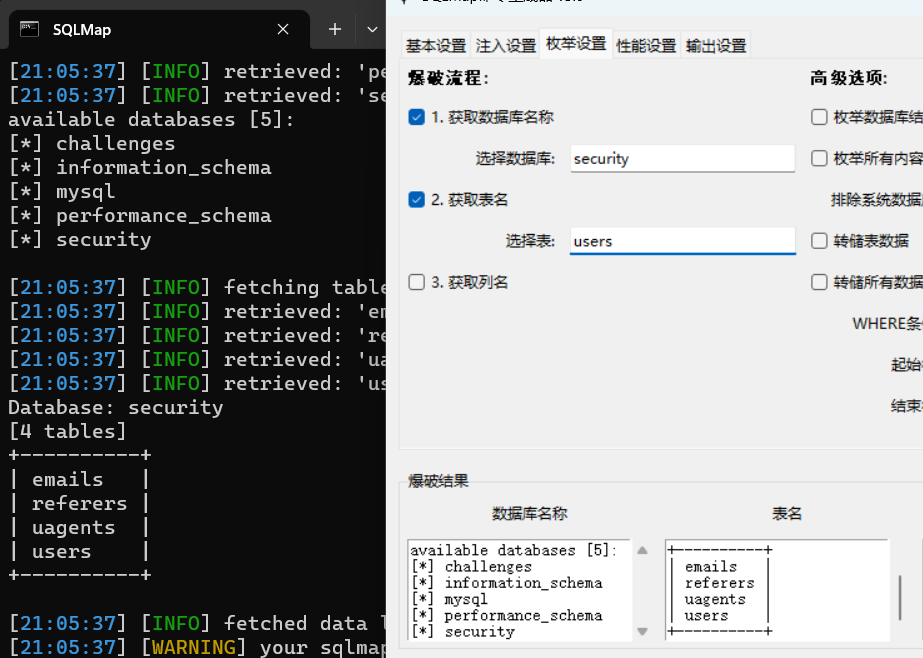 SQLMap
[21:05:37] [INFO] retrieved: 'pe
[21:05:37] [INFO] retrieved: 'se
available databases [5]:
[*] challenges
[*] information_schema
[*] mysql
[*] performance_schema
[*] security
[21:05:37] [INFO] fetching table
[21:05:37] [INFO] retrieved: 'em
[21:05:37] [INFO] retrieved: 're
[21:05:37] [INFO] retrieved: 'ua
[21:05:37] [INFO] retrieved: 'us
Database: security
[4 tables]
+----------+
| emails   |
| referers |
| uagents  |
| users    |
+----------+
[21:05:37] [INFO] fetched data l
[21:05:37] [WARNING] your sqlmap
基本设置 注入设置 枚举设置 性能设置 输出设置
爆破流程:
1. 获取数据库名称
选择数据库: security
2. 获取表名
选择表: users
3. 获取列名
高级选项:
枚举数据库结
枚举所有内容
排除系统数据
转储表数据
转储所有数据
WHERE条
起始
结束
爆破结果
数据库名称
available databases [5]:
[*] challenges
[*] information_schema
[*] mysql
[*] performance_schema
[*] security
表名
+----------+
| emails   |
| referers |
| uagents  |
| users    |
+----------+